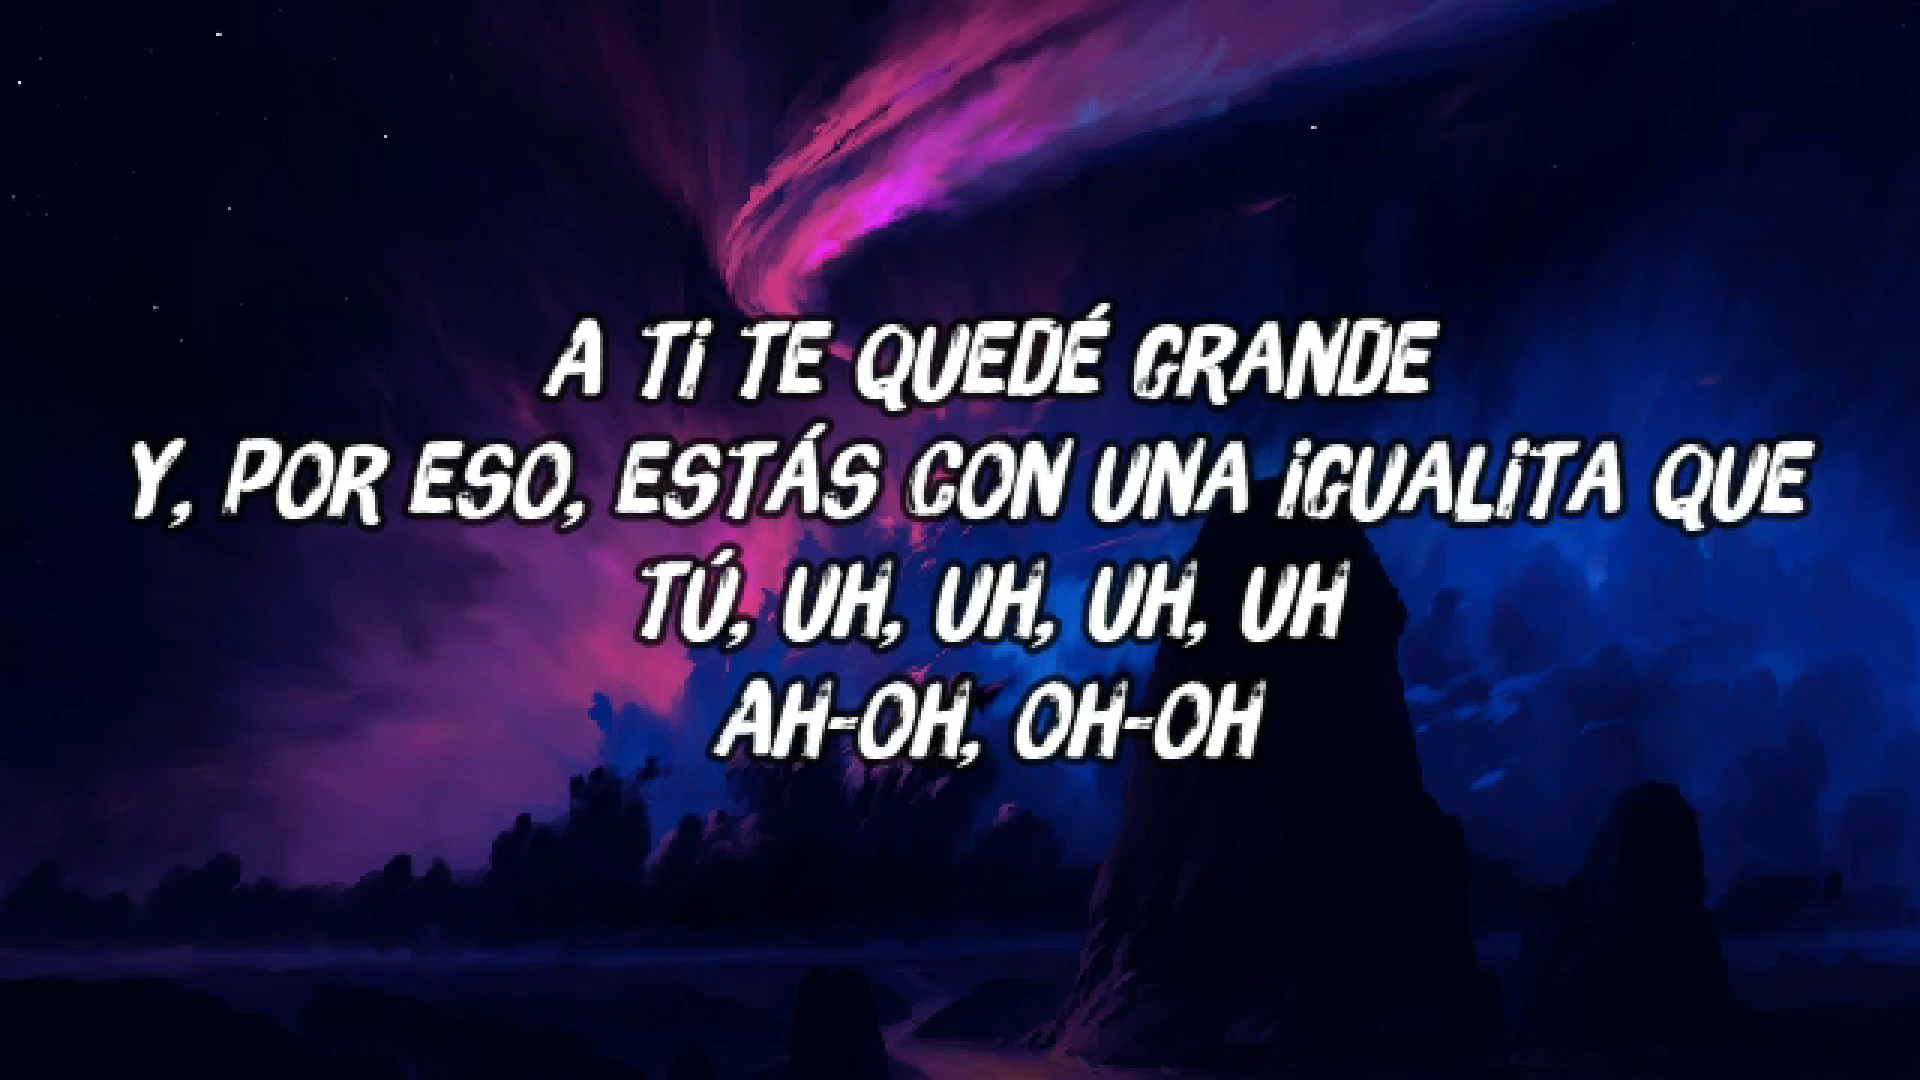 A TI TE QUEDÉ GRANDE
Y, POR ESO, ESTÁS CON UNA IGUALITA QUE
TÚ, UH, UH, UH, UH
AH-OH, OH-OH